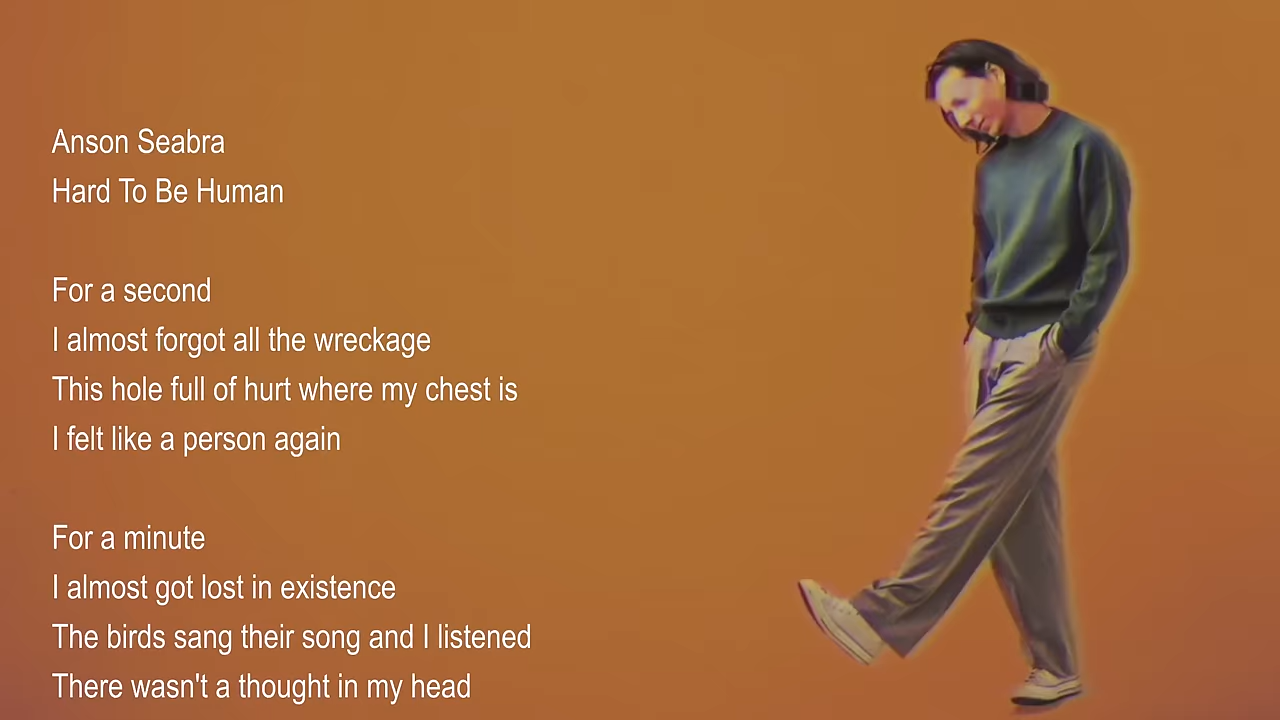 Anson Seabra
Hard To Be Human
For a second
I almost forgot all the wreckage
This hole full of hurt where my chest is
I felt like a person again
For a minute
I almost got lost in existence
The birds sang their song and I listened
There wasn't a thought in my head